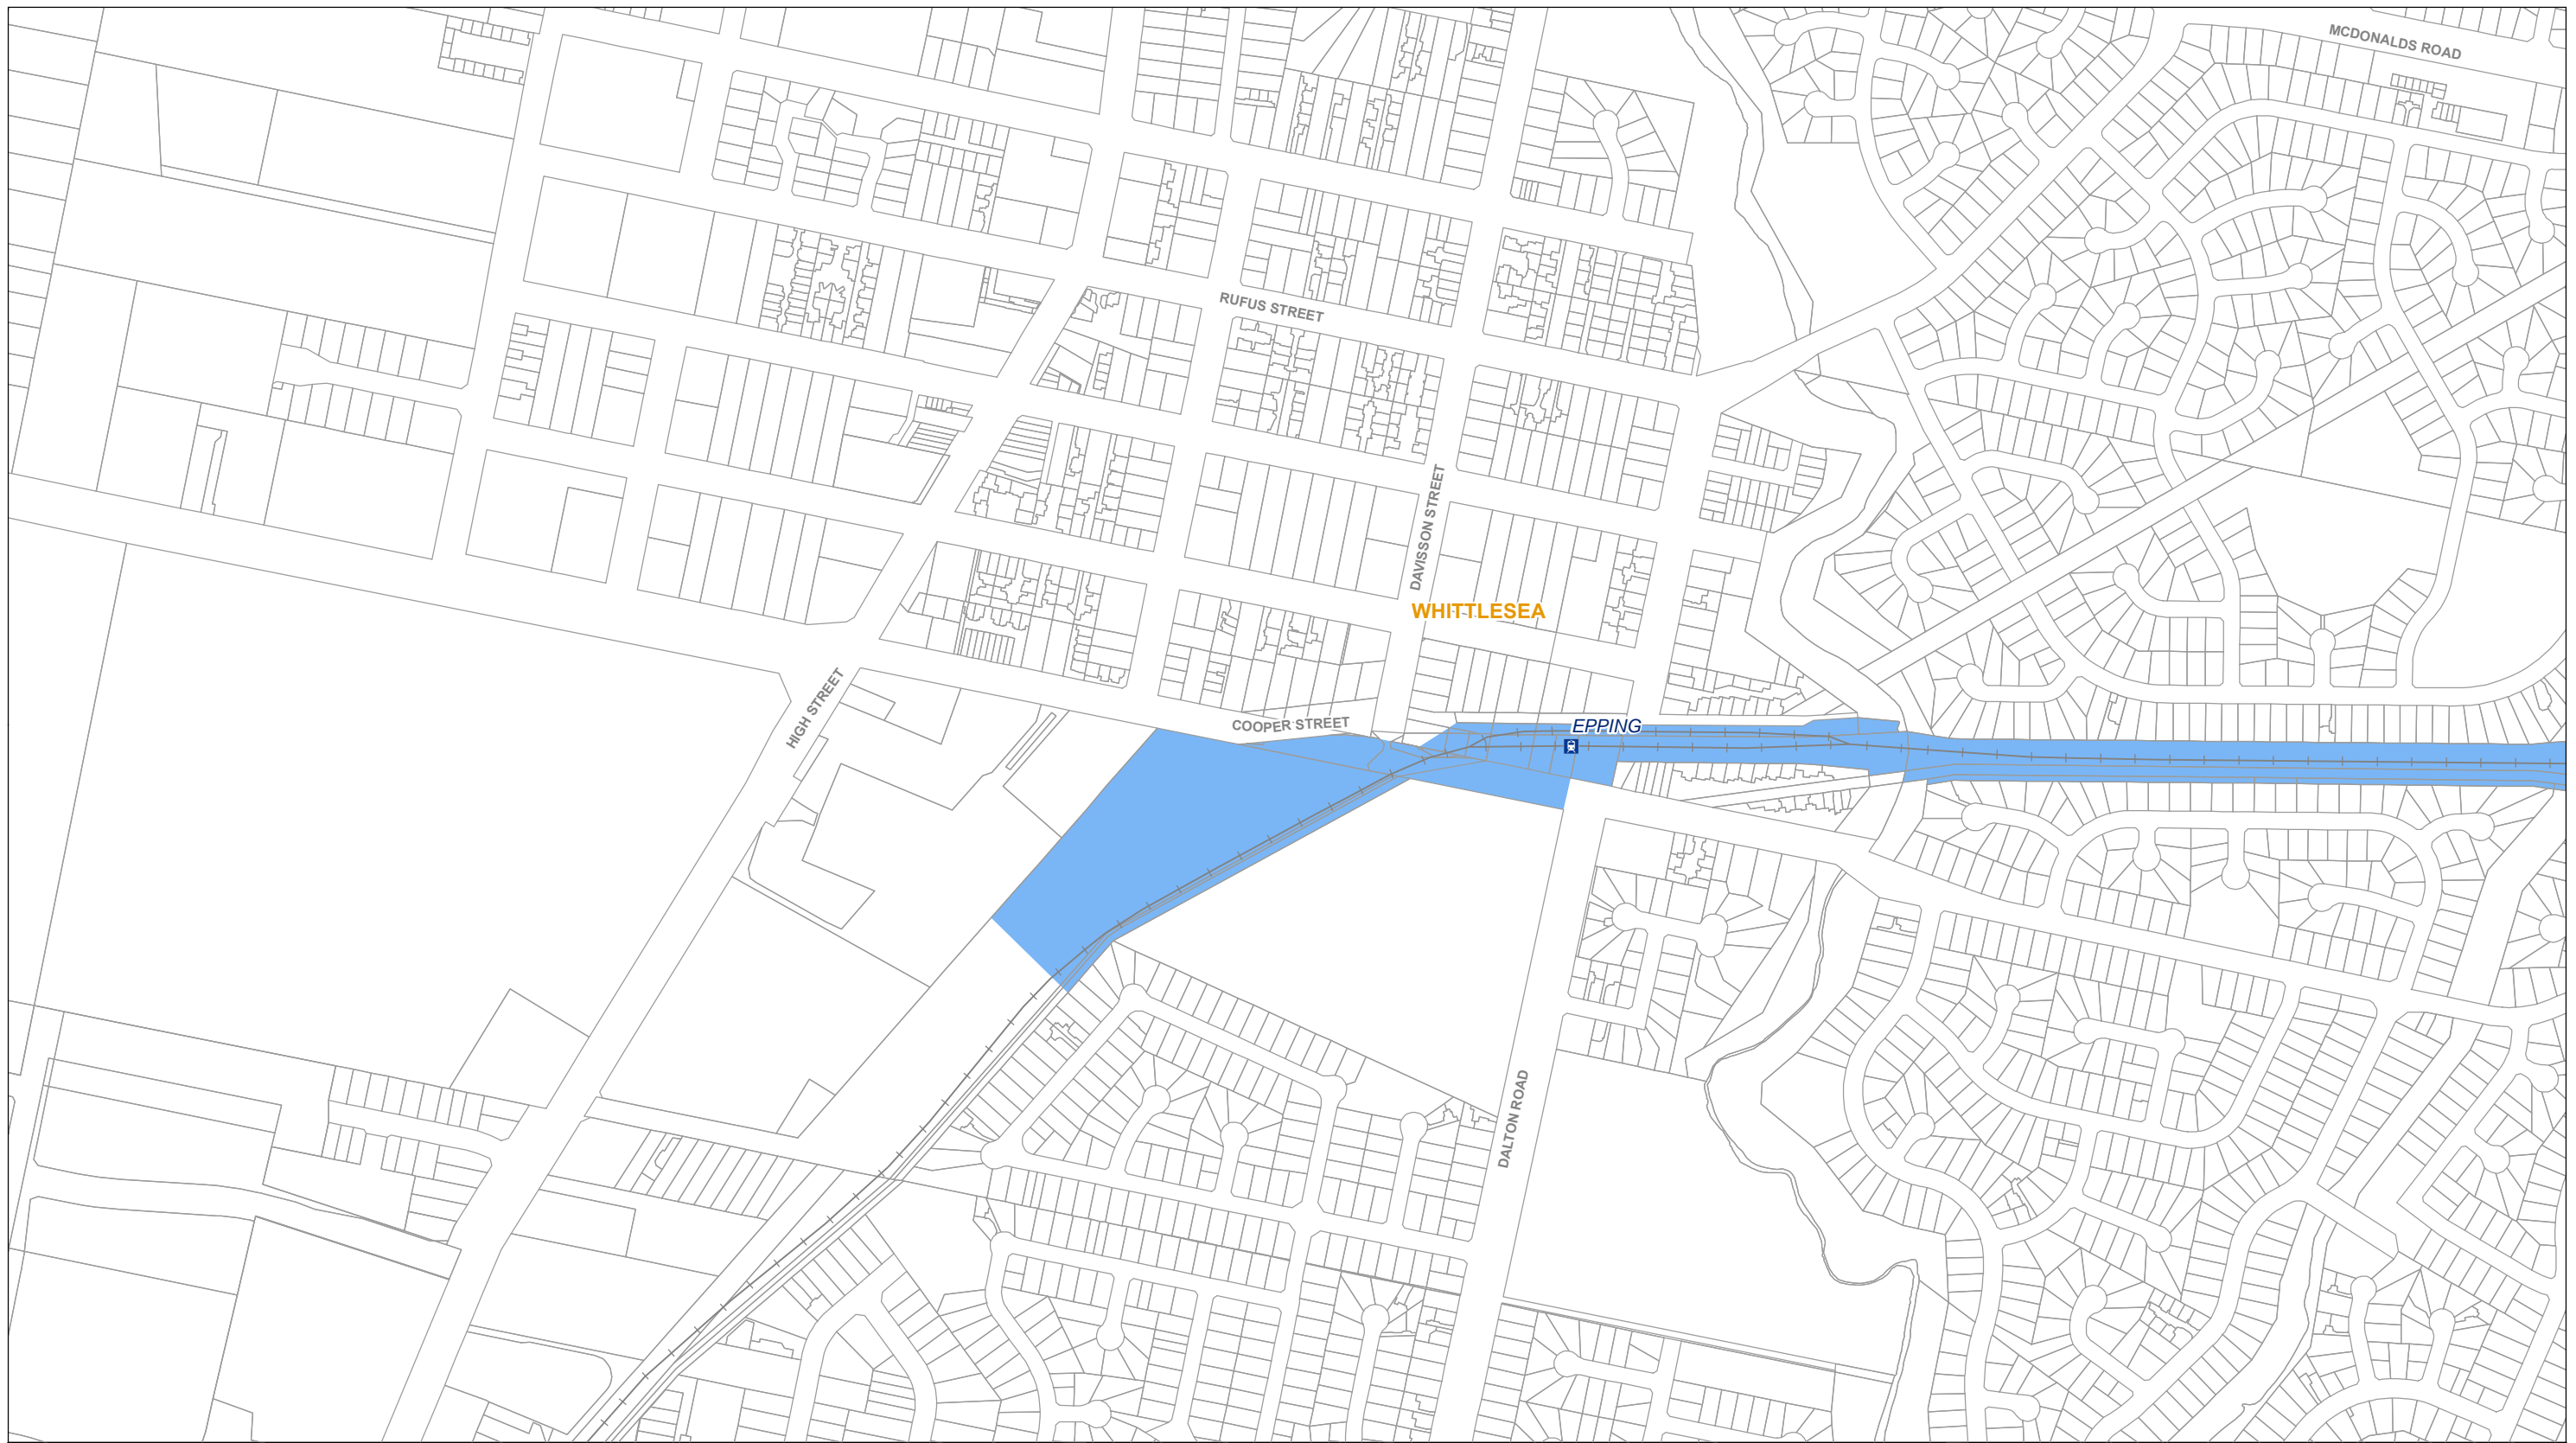 MCDONALDS ROAD
RUFUS STREET
DAVISSON STREET
WHITTLESEA
HIGH STREET
COOPER STREET
EPPING
DALTON ROAD